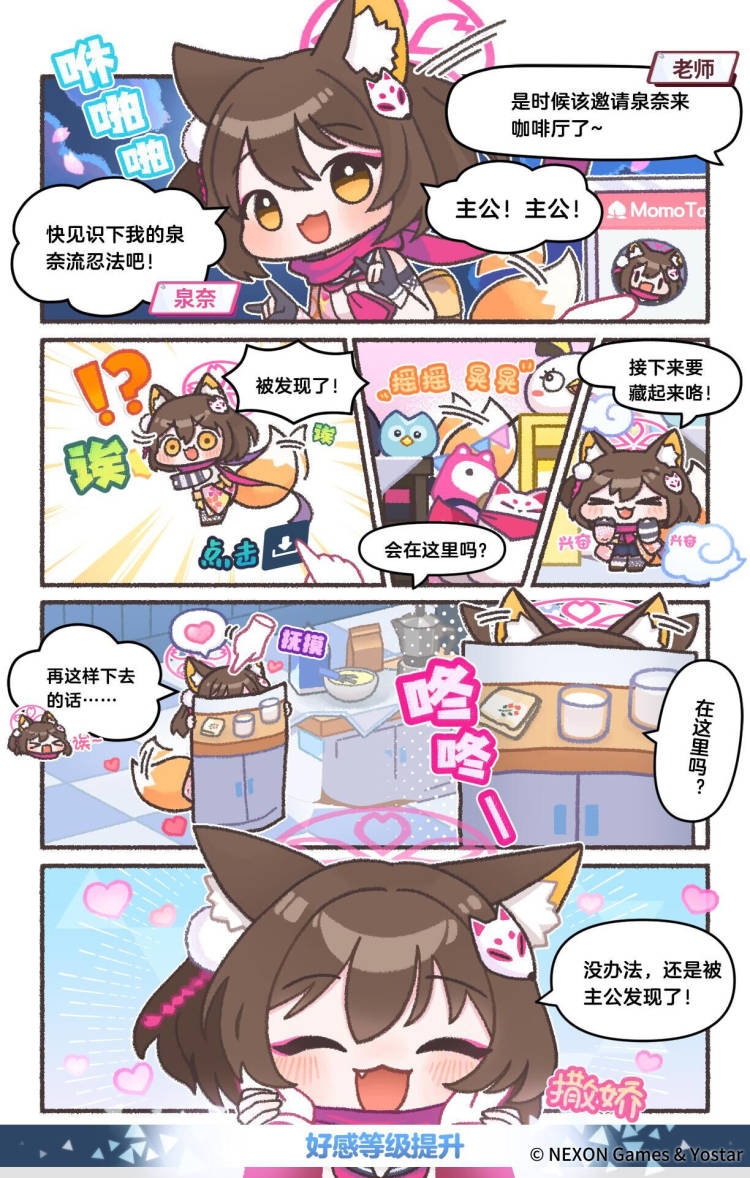 咻
啪
啪
老师
是时候该邀请泉奈来
咖啡厅了~
主公！主公！
MomoTa
快见识下我的泉
奈流忍法吧！
泉奈
!?
诶
被发现了！
诶
点击
摇摇 晃晃
会在这里吗？
接下来要
藏起来咯！
兴奋
兴奋
再这样下去
的话……
诶~
抚摸
咚
咚
在这里吗？
没办法，还是被
主公发现了！
撒娇
好感等级提升
© NEXON Games & Yostar